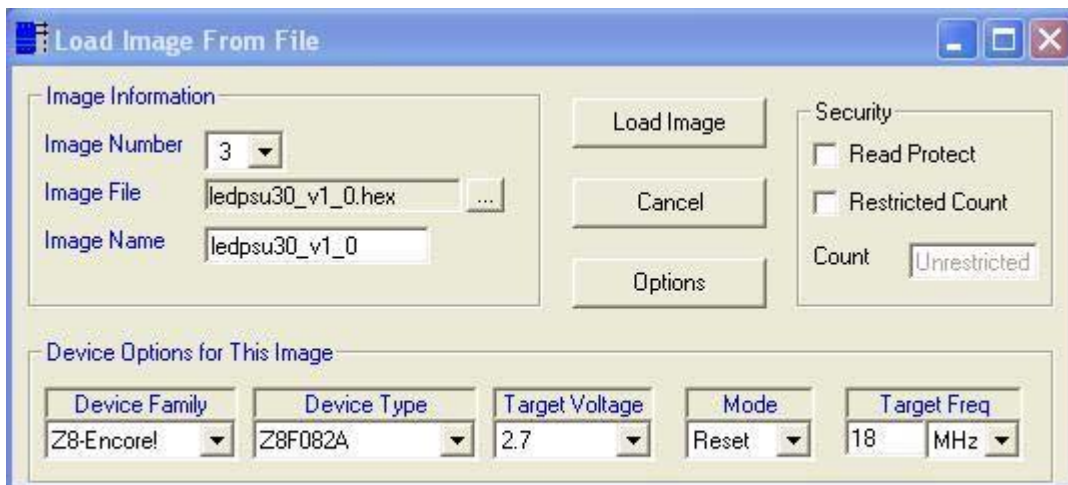 Load Image From File
Image Information
Image Number 3
Image File ledpsu30_v1_0.hex ...
Image Name ledpsu30_v1_0
Load Image
Cancel
Options
Security
Read Protect
Restricted Count
Count Unrestricted
Device Options for This Image
Device Family Device Type Target Voltage Mode Target Freq
Z8-Encore! Z8F082A 2.7 Reset 18 MHz